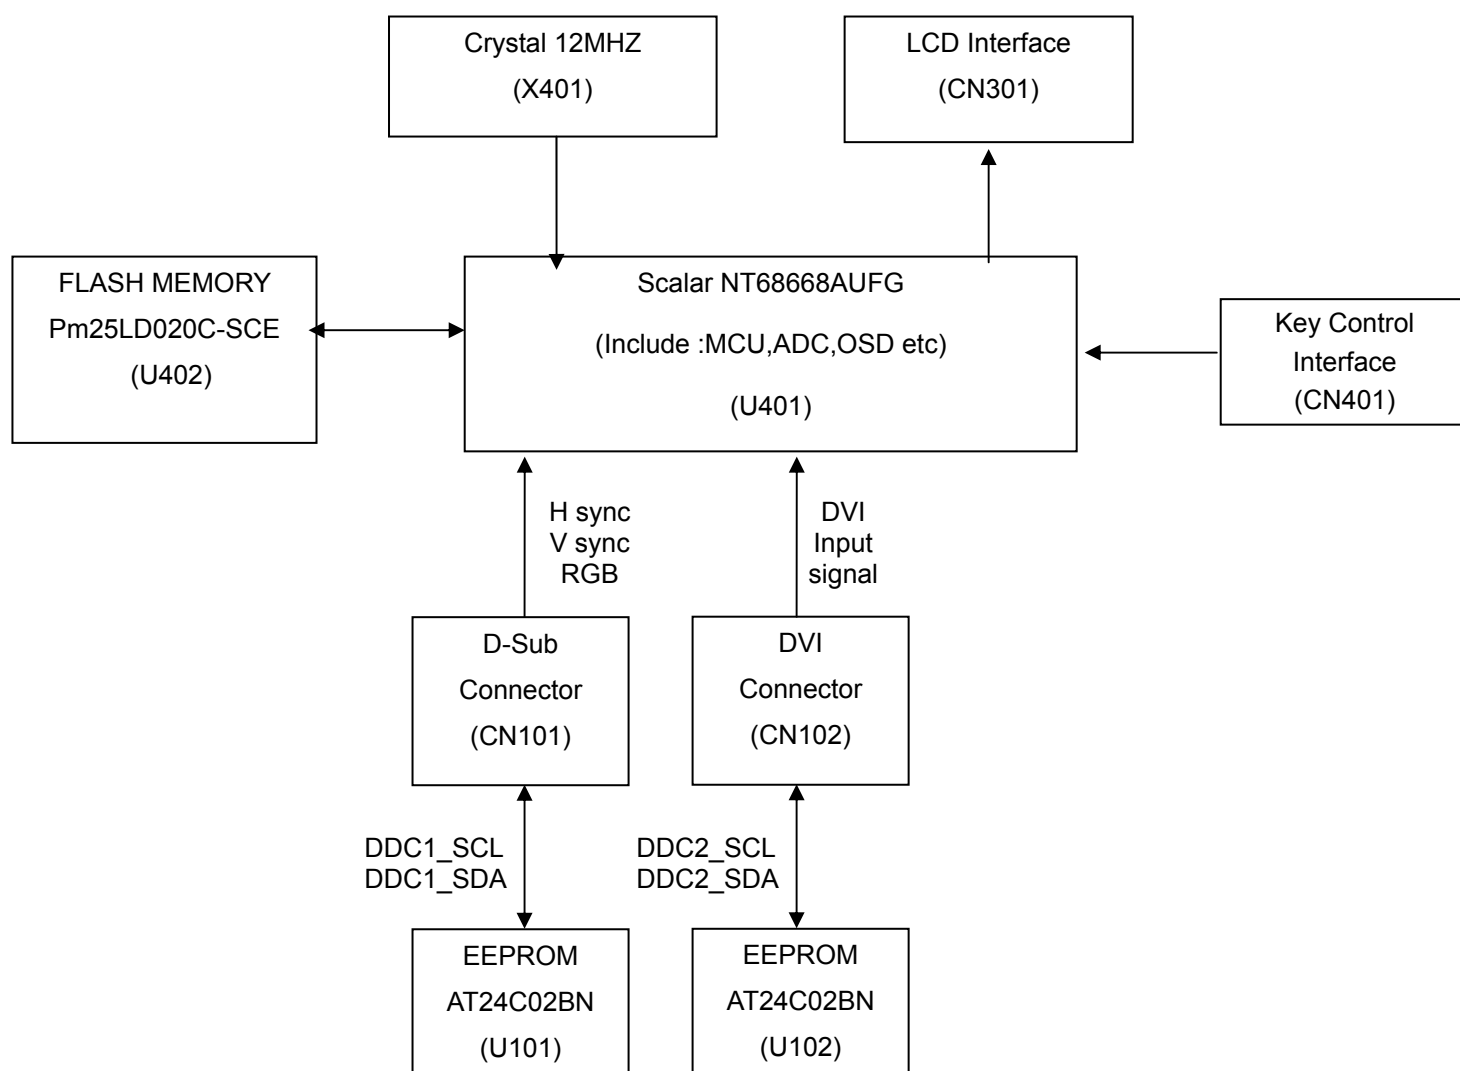 Crystal 12MHZ
(X401)
LCD Interface
(CN301)
FLASH MEMORY
Pm25LD020C-SCE
(U402)
Scalar NT68668AUFG
(Include :MCU,ADC,OSD etc)
(U401)
Key Control
Interface
(CN401)
H sync
V sync
RGB
DVI
Input
signal
D-Sub
Connector
(CN101)
DVI
Connector
(CN102)
DDC1_SCL
DDC1_SDA
DDC2_SCL
DDC2_SDA
EEPROM
AT24C02BN
(U101)
EEPROM
AT24C02BN
(U102)